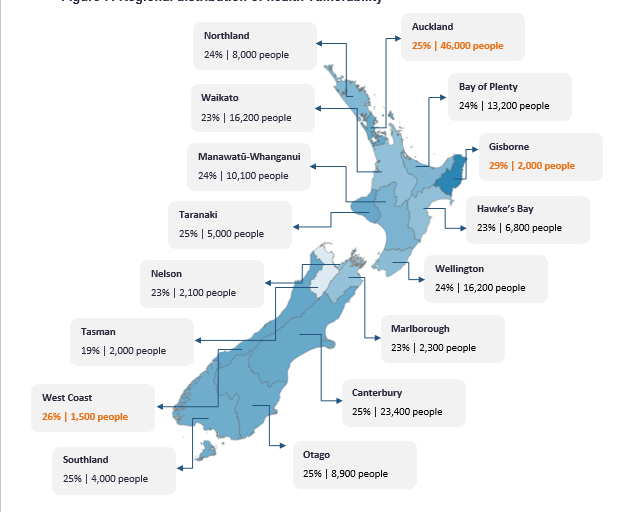 Auckland
25% | 46,000 people
Northland
24% | 8,000 people
Waikato
23% | 16,200 people
Bay of Plenty
24% | 13,200 people
Manawatū-Whanganui
24% | 10,100 people
Gisborne
29% | 2,000 people
Taranaki
25% | 5,000 people
Hawke's Bay
23% | 6,800 people
Nelson
23% | 2,100 people
Wellington
24% | 16,200 people
Tasman
19% | 2,000 people
Marlborough
23% | 2,300 people
West Coast
26% | 1,500 people
Canterbury
25% | 23,400 people
Southland
25% | 4,000 people
Otago
25% | 8,900 people